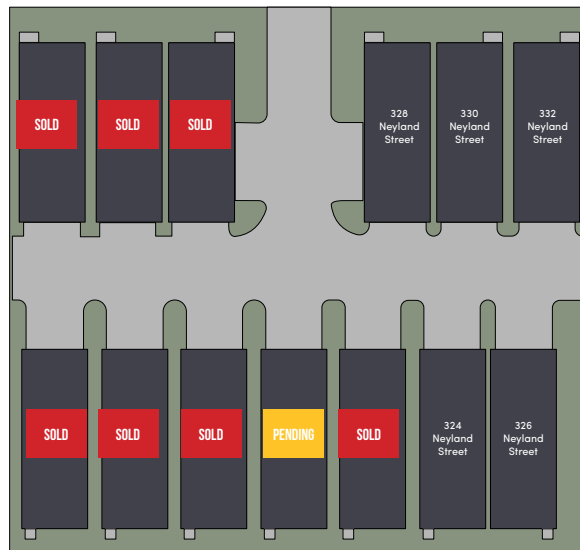 SOLD
SOLD
SOLD
328
Neyland
Street
330
Neyland
Street
332
Neyland
Street
SOLD
SOLD
SOLD
PENDING
SOLD
324
Neyland
Street
326
Neyland
Street